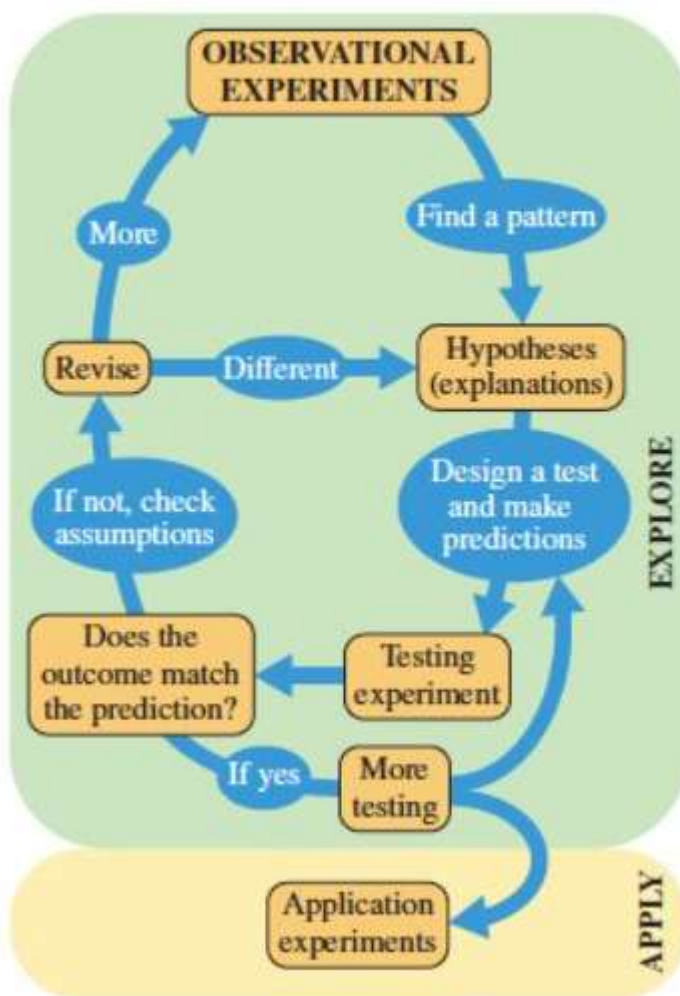 OBSERVATIONAL
EXPERIMENTS
More
Find a pattern
Revise
Different
Hypotheses
(explanations)
If not, check
assumptions
Design a test
and make
predictions
EXPLORE
Does the
outcome match
the prediction?
Testing
experiment
If yes
More
testing
Application
experiments
APPLY